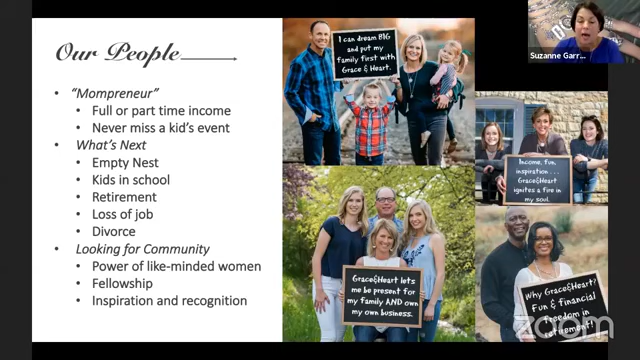 Our People
• "Mompreneur"
• Full or part time income
• Never miss a kid's event
• What's Next
• Empty Nest
• Kids in school
• Retirement
• Loss of job
• Divorce
• Looking for Community
• Power of like-minded women
• Fellowship
• Inspiration and recognition
I can dream BIG
and put my
family first with
Grace & Heart.
Suzanne Garr...
Income, fun,
inspiration . . .
Grace&Heart
ignites a fire in
my soul.
Grace&Heart lets
me be present for
my family AND own
my own business.
Why Grace&Heart?
Fun & financial
freedom in
retirement!
zoom